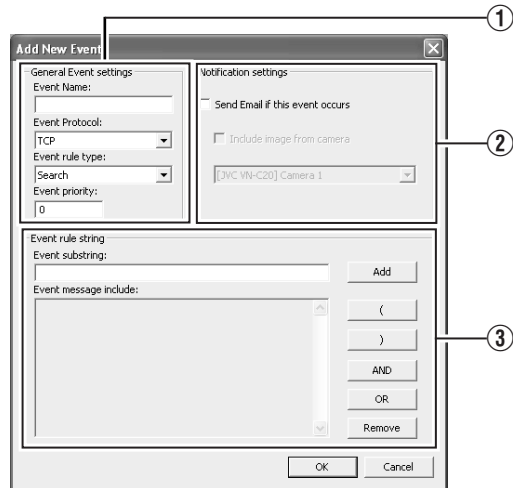 ①
Add New Event
General Event settings
Event Name:
Event Protocol:
TCP
Event rule type:
Search
Event priority:
0
Notification settings
Send Email if this event occurs
Include image from camera
[JVC VN-C20] Camera 1
②
Event rule string
Event substring:
Add
Event message include:
(
)
③
AND
OR
Remove
OK
Cancel